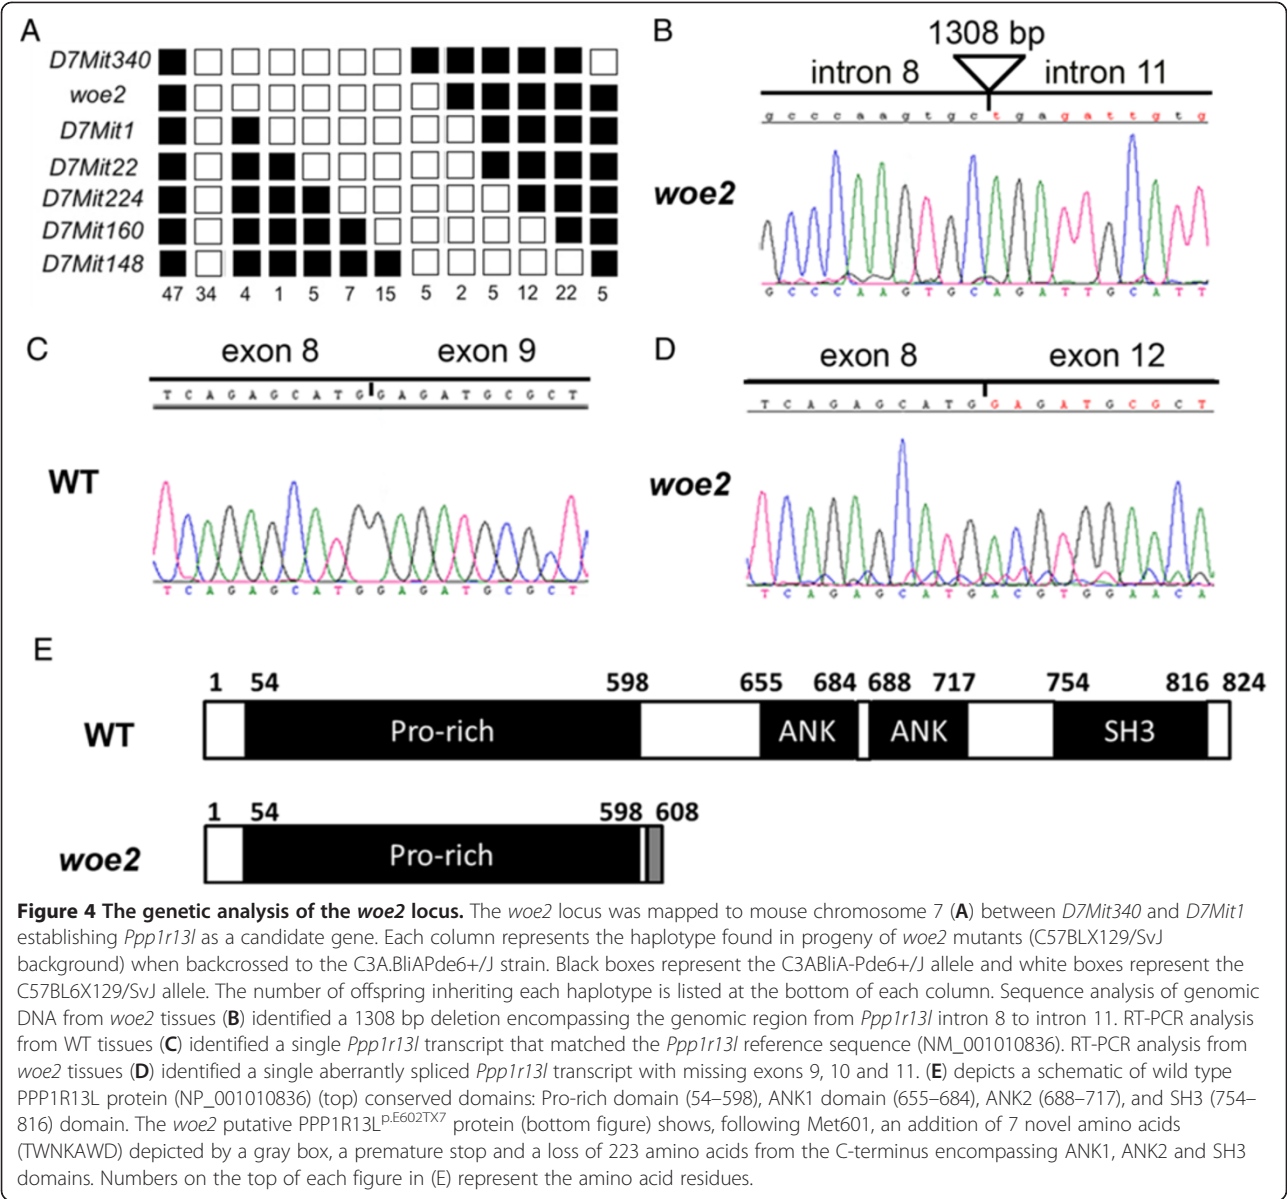 A
D7Mit340
woe2
D7Mit1
D7Mit22
D7Mit224
D7Mit160
D7Mit148
47 34 4 1 5 7 15 5 2 5 12 22 5
B
1308 bp
intron 8 intron 11
g c c c a a g t g c t g a g a t t g t g
woe2
G C C C A A G T G C A G A T T G C A T T
C
exon 8 exon 9
T C A G A G C A T G G A G A T G C G C T
WT
T C A G A G C A T G G A G A T G C G C T
D
exon 8 exon 12
T C A G A G C A T G G A G A T G C G C T
woe2
T C A G A G C A T G A C G T G G A A C A
E
1 54 598 655 684 688 717 754 816 824
WT
Pro-rich ANK ANK SH3
1 54 598 608
woe2
Pro-rich
Figure 4 The genetic analysis of the woe2 locus. The woe2 locus was mapped to mouse chromosome 7 (A) between D7Mit340 and D7Mit1
establishing Ppp1r13l as a candidate gene. Each column represents the haplotype found in progeny of woe2 mutants (C57BLX129/SvJ
background) when backcrossed to the C3A.BliAPde6+/J strain. Black boxes represent the C3ABliA-Pde6+/J allele and white boxes represent the
C57BL6X129/SvJ allele. The number of offspring inheriting each haplotype is listed at the bottom of each column. Sequence analysis of genomic
DNA from woe2 tissues (B) identified a 1308 bp deletion encompassing the genomic region from Ppp1r13l intron 8 to intron 11. RT-PCR analysis
from WT tissues (C) identified a single Ppp1r13l transcript that matched the Ppp1r13l reference sequence (NM_001010836). RT-PCR analysis from
woe2 tissues (D) identified a single aberrantly spliced Ppp1r13l transcript with missing exons 9, 10 and 11. (E) depicts a schematic of wild type
PPP1R13L protein (NP_001010836) (top) conserved domains: Pro-rich domain (54–598), ANK1 domain (655–684), ANK2 (688–717), and SH3 (754–
816) domain. The woe2 putative PPP1R13Lp.E602TX7 protein (bottom figure) shows, following Met601, an addition of 7 novel amino acids
(TWNKAWD) depicted by a gray box, a premature stop and a loss of 223 amino acids from the C-terminus encompassing ANK1, ANK2 and SH3
domains. Numbers on the top of each figure in (E) represent the amino acid residues.